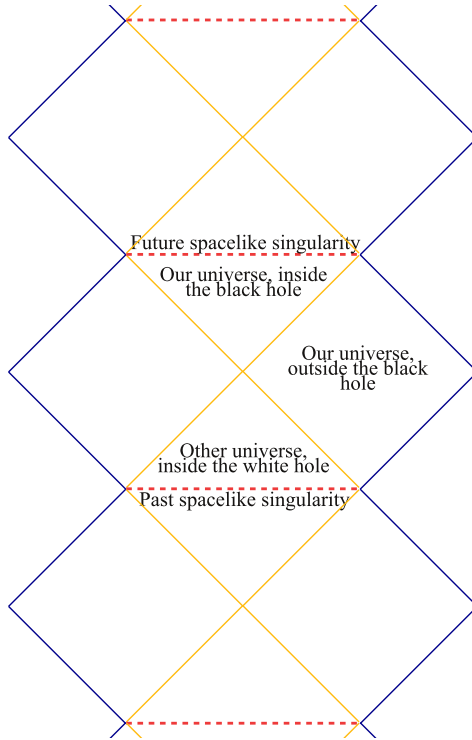 Future spacelike singularity
Our universe, inside
the black hole
Our universe,
outside the black
hole
Other universe,
inside the white hole
Past spacelike singularity